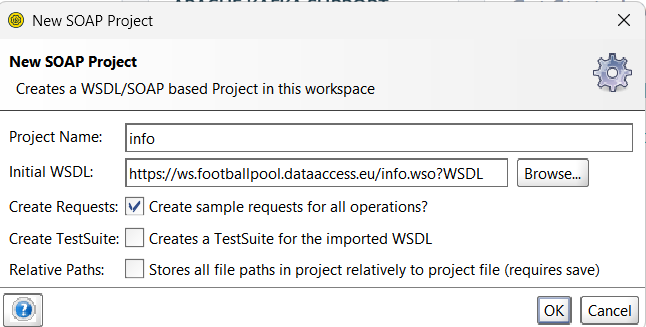 New SOAP Project
New SOAP Project
Creates a WSDL/SOAP based Project in this workspace
Project Name: info
Initial WSDL: https://ws.footballpool.dataaccess.eu/info.wso?WSDL Browse...
Create Requests: Create sample requests for all operations?
Create TestSuite: Creates a TestSuite for the imported WSDL
Relative Paths: Stores all file paths in project relatively to project file (requires save)
? OK Cancel